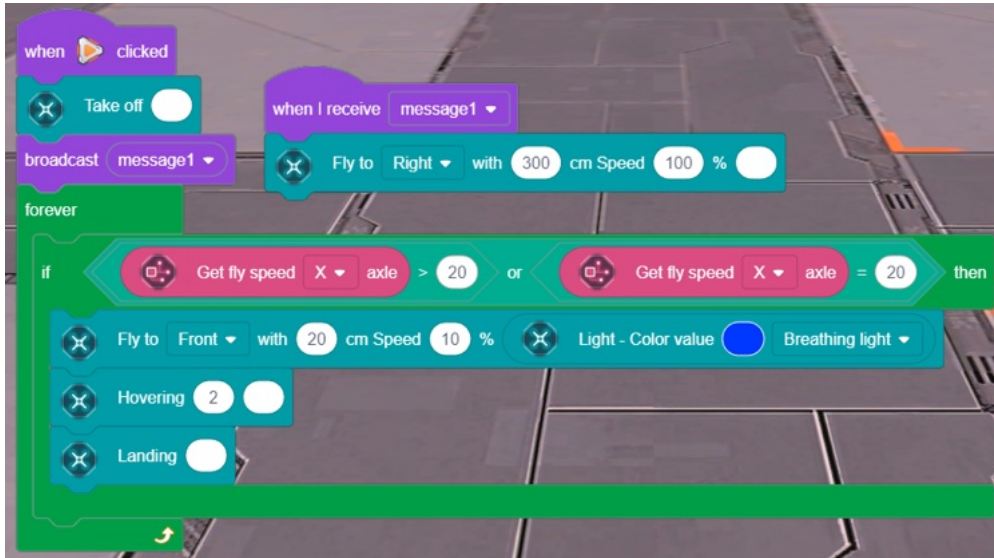 when clicked
Take off
broadcast message1
forever
when I receive message1
Fly to Right with 300 cm Speed 100 %
if Get fly speed X axle > 20 or Get fly speed X axle = 20 then
Fly to Front with 20 cm Speed 10 % Light - Color value Breathing light
Hovering 2
Landing